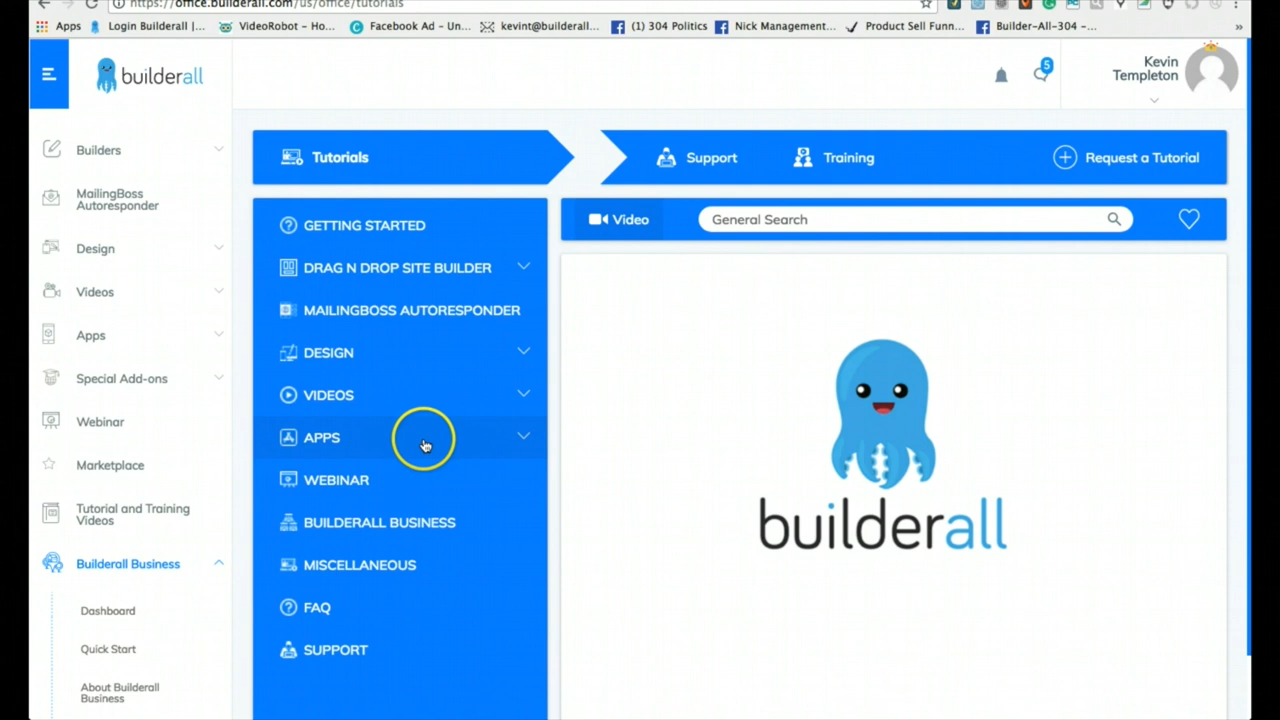 https://office.builderall.com/us/office/tutorials
Apps
Login Builderall |...
VideoRobot - Ho...
Facebook Ad - Un...
kevint@builderall...
(1) 304 Politics
Nick Management...
Product Sell Funn...
Builder-All-304 –...
»
builderall
5
Kevin
Templeton
Builders
MailingBoss
Autoresponder
Design
Videos
Apps
Special Add-ons
Webinar
Marketplace
Tutorial and Training
Videos
Builderall Business
Dashboard
Quick Start
About Builderall
Business
Tutorials
Support
Training
Request a Tutorial
GETTING STARTED
DRAG N DROP SITE BUILDER
MAILINGBOSS AUTORESPONDER
DESIGN
VIDEOS
APPS
WEBINAR
BUILDERALL BUSINESS
MISCELLANEOUS
FAQ
SUPPORT
Video
General Search
builderall